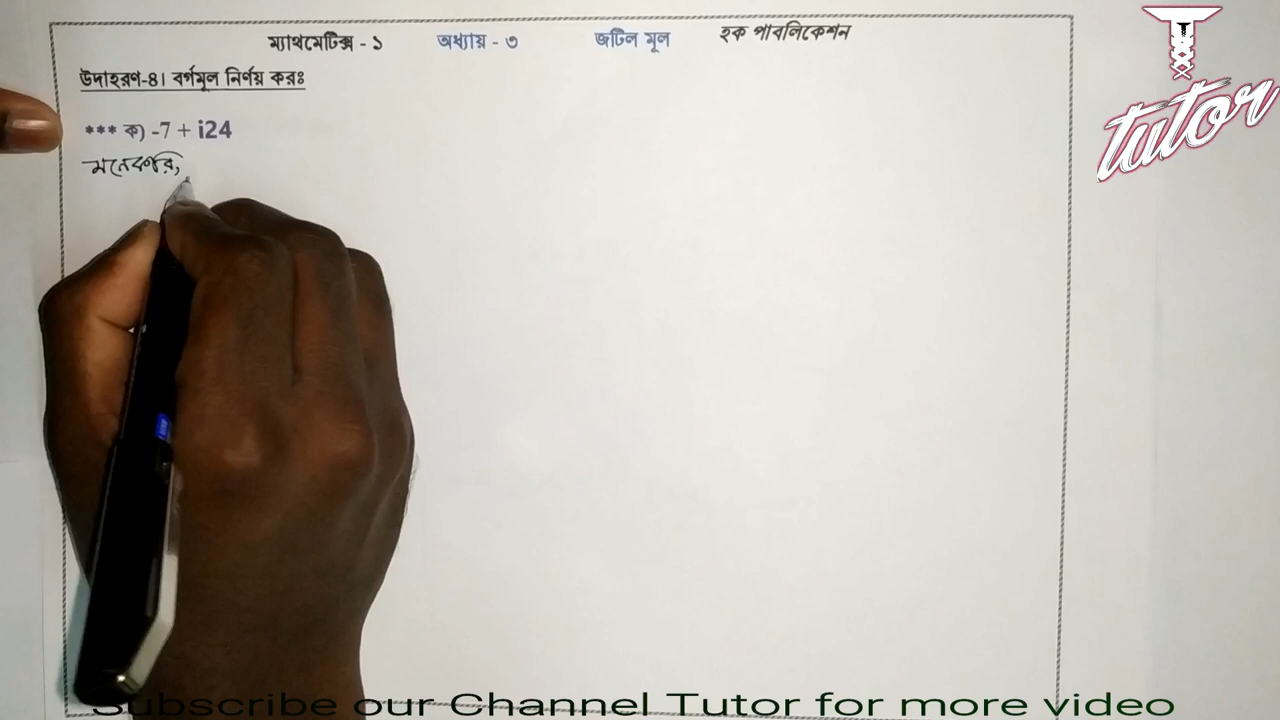 ম্যাথমেটিক্স - ১ অধ্যায় - ৩ জটিল মূল হক পাবলিকেশন
উদাহরণ-৪। বর্গমূল নির্ণয় করঃ
*** ক) -7 + i24
মনেকরি,
T
tutor
Subscribe our Channel Tutor for more video